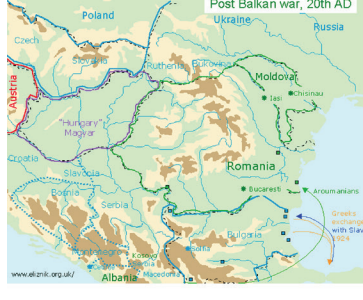 Post Balkan war, 20th AD
Poland
Ukraine
Russia
Czech
Slovakia
Ruthenia
Bukovina
Austria
Moldova
Iasi
Chisinau
"Hungary"
Magyar
Croatia
Slavonia
Romania
Bosnia
Serbia
Bucaresti
Aroumanians
Greeks
exchange
with Slav
1924
Bulgaria
Sofia
Montenegro
Kosovo
Macedonia
Albania
www.eliznik.org.uk/